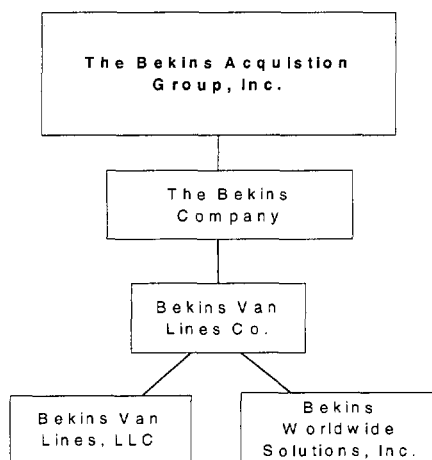 The Bekins Acquistion
Group, Inc.
The Bekins
Company
Bekins Van
Lines Co.
Bekins Van
Lines, LLC
Bekins
Worldwide
Solutions, Inc.